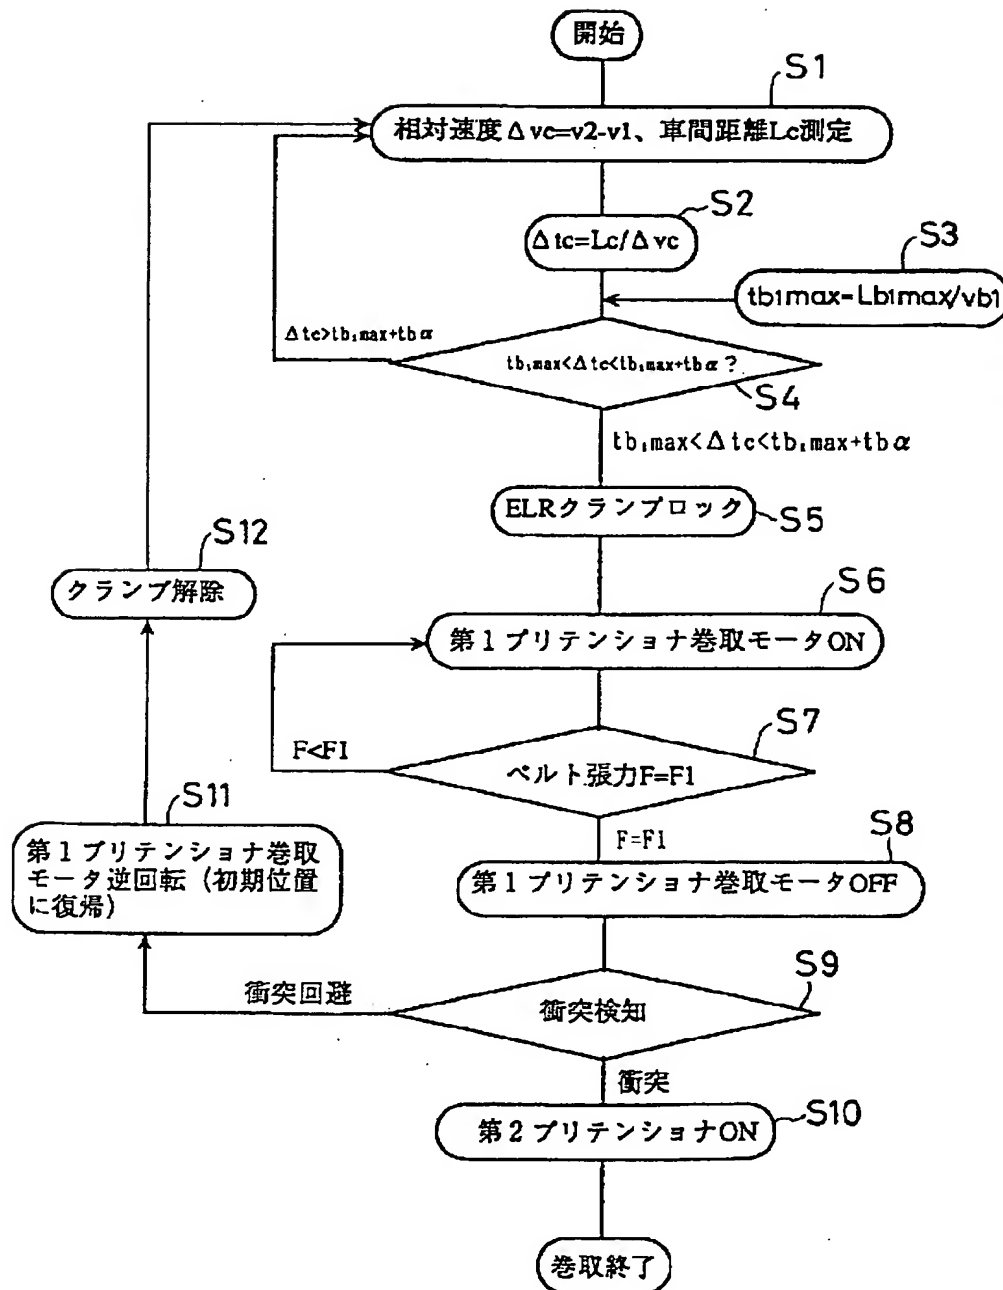 開始
S1
相対速度Δvc=v2-v1、車間距離Lc測定
S2
Δtc=Lc/Δvc
S3
tb1max=Lb1max/vb1
Δtc>tb1max+tbα
tb1max<Δtc<tb1max+tbα?
S4
tb1max<Δtc<tb1max+tbα
ELRクランプロック
S5
S12
クランプ解除
S6
第1プリテンショナ巻取モータON
S7
F<F1
ベルト張力F=F1
S11
第1プリテンショナ巻取
モータ逆回転(初期位置
に復帰)
F=F1
S8
第1プリテンショナ巻取モータOFF
S9
衝突回避
衝突検知
衝突
S10
第2プリテンショナON
巻取終了